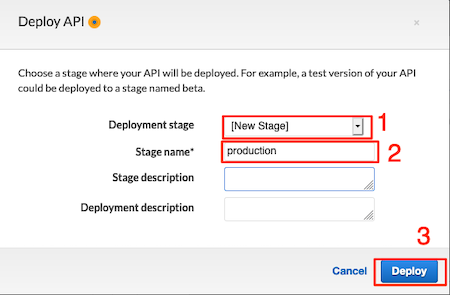 Deploy API
×
Choose a stage where your API will be deployed. For example, a test version of your API
could be deployed to a stage named beta.
Deployment stage [New Stage] 1
Stage name* production 2
Stage description
Deployment description
3
Cancel Deploy